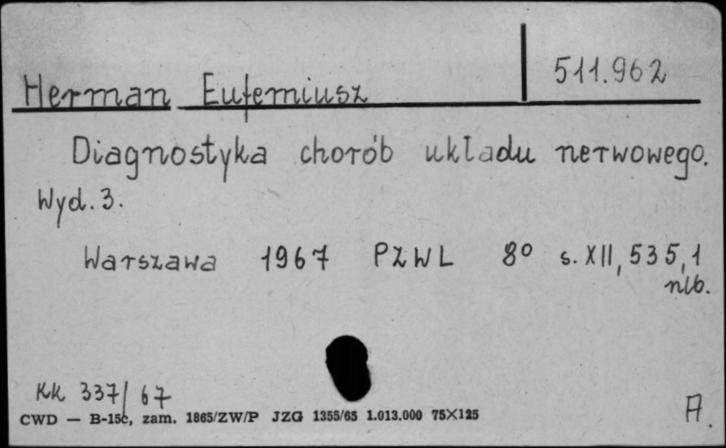 Herman Eufemiusz 511.962
Diagnostyka chorób układu nerwowego.
Wyd. 3.
Warszawa 1967 PZWL 8° s. XII, 535, 1
nlb.
KK 337/67
A.
CWD — B-15c, zam. 1865/ZW/P JZG 1355/65 1.013.000 75X125